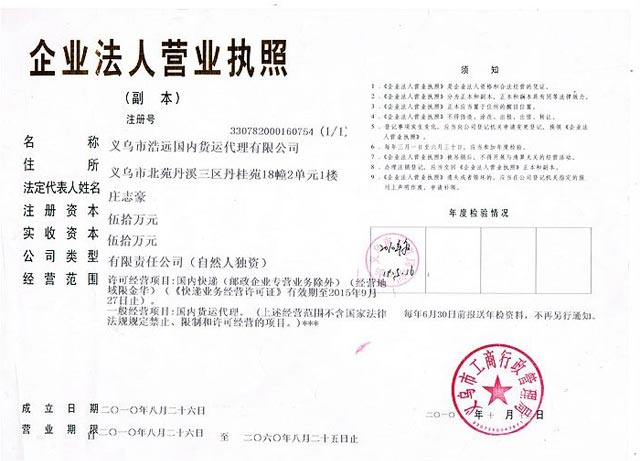 企业法人营业执照
(副 本)
注册号
330782000160754 (1/1)
名 称 义乌市浩远国内货运代理有限公司
住 所 义乌市北苑丹溪三区丹桂苑18幢2单元1楼
法定代表人姓名 庄志豪
注册资本 伍拾万元
实收资本 伍拾万元
公司类型 有限责任公司（自然人独资）
经营范围 许可经营项目:国内快递（邮政企业专营业务除外）（经营地
域限金华）（《快递业务经营许可证》有效期至2015年9月
27日止）。
一般经营项目:国内货运代理。（上述经营范围不含国家法律
法规规定禁止、限制和许可经营的项目。）***
成立日期 二○一○年八月二十六日
营业期限 自二○一○年八月二十六日 至 二○六○年八月二十五日止
须 知
1．《企业法人营业执照》是企业法人资格和合法经营的凭证。
2．《企业法人营业执照》分为正本和副本，正本和副本具有同等法律效力。
3．《企业法人营业执照》正本应当置于住所的醒目位置。
4．《企业法人营业执照》不得伪造、涂改、出租、出借、转让。
5．登记事项发生变化，应当向公司登记机关申请变更登记，换领《企业法
人营业执照》。
6．每年三月一日至六月三十日，应当参加年度检验。
7．《企业法人营业执照》被吊销后，不得开展与清算无关的经营活动。
8．办理注销登记，应当交回《企业法人营业执照》正本和副本。
9．《企业法人营业执照》遗失或者毁坏的，应当在公司登记机关指定的报
刊上声明作废，申请补领。
年度检验情况
每年6月30日前报送年检资料，不再另行通知。
义乌市工商行政管理局
二○一○年十月